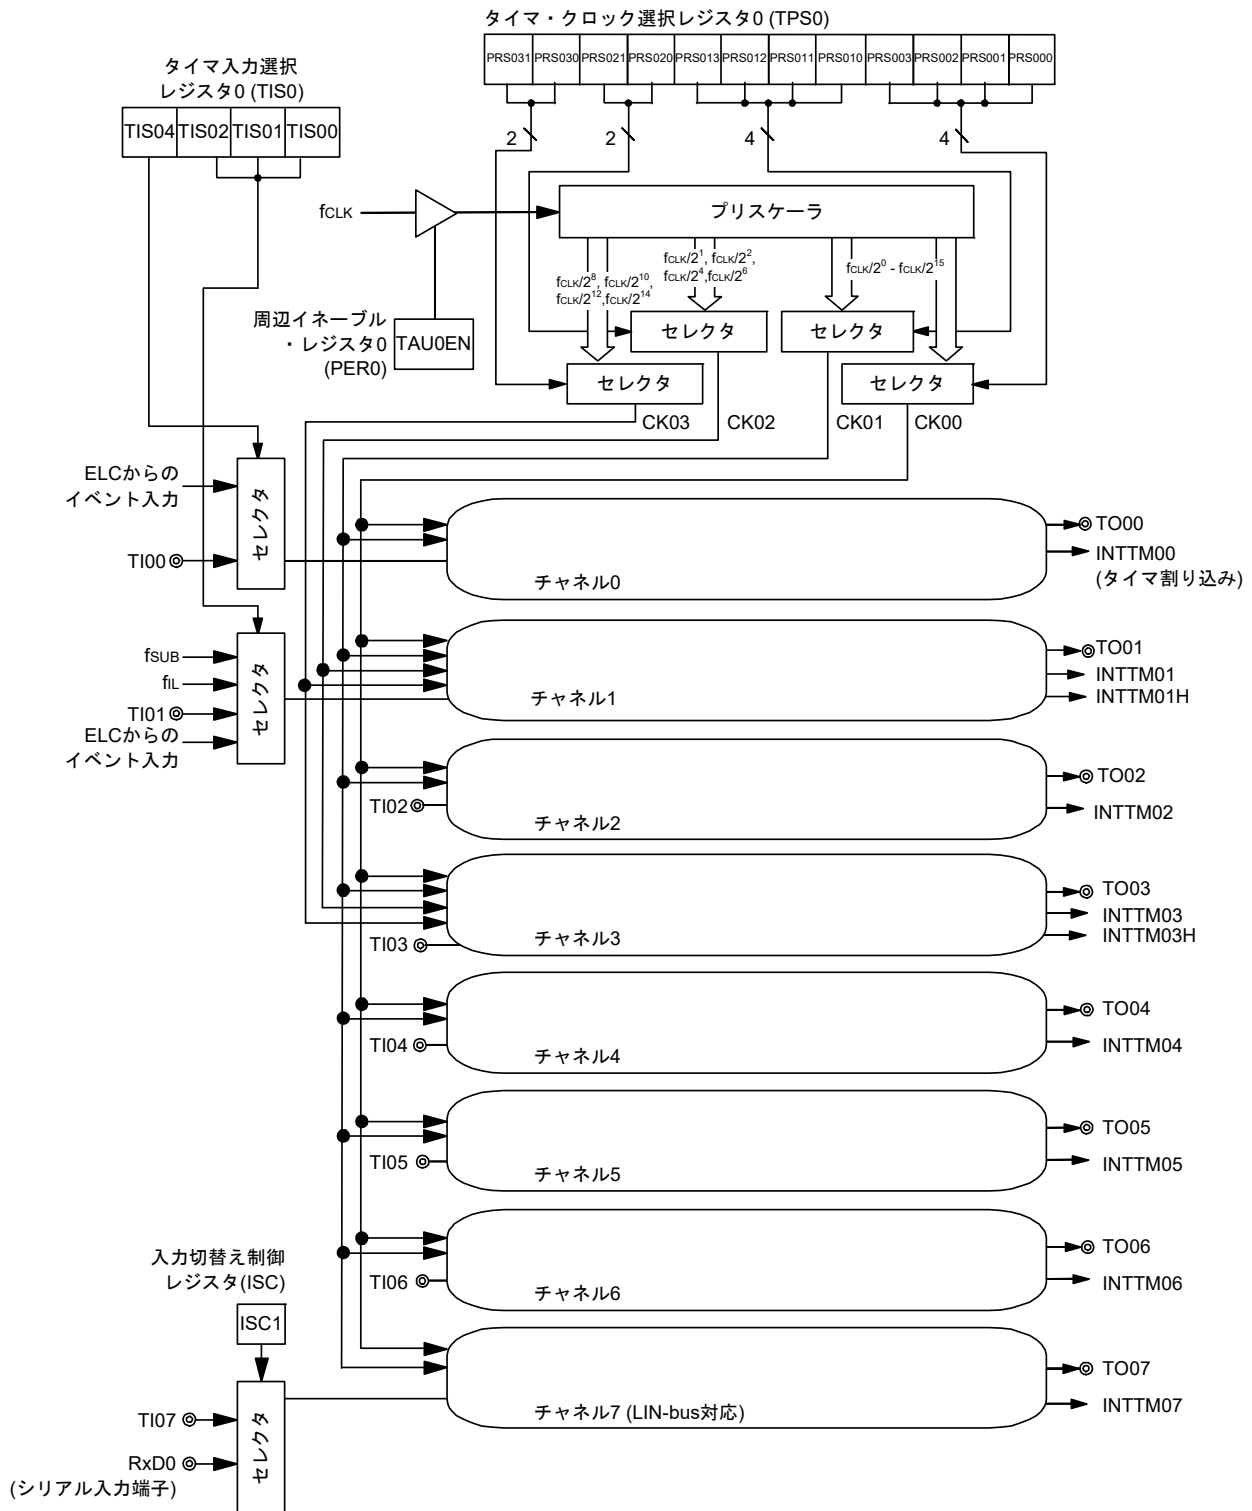 タイマ・クロック選択レジスタ0 (TPS0)
PRS031 PRS030 PRS021 PRS020 PRS013 PRS012 PRS011 PRS010 PRS003 PRS002 PRS001 PRS000
タイマ入力選択
レジスタ0 (TIS0)
TIS04 TIS02 TIS01 TIS00
2 2 4 4
fCLK
プリスケーラ
fCLK/2^1, fCLK/2^2,
fCLK/2^4,fCLK/2^6
fCLK/2^8, fCLK/2^10,
fCLK/2^12,fCLK/2^14
fCLK/2^0 - fCLK/2^15
周辺イネーブル
・レジスタ0
(PER0)
TAU0EN
セレクタ
セレクタ
セレクタ
セレクタ
CK03 CK02 CK01 CK00
ELCからの
イベント入力
TI00
セレクタ
チャネル0
TO00
INTTM00
(タイマ割り込み)
fSUB
fIL
TI01
ELCからの
イベント入力
セレクタ
チャネル1
TO01
INTTM01
INTTM01H
TI02
チャネル2
TO02
INTTM02
TI03
チャネル3
TO03
INTTM03
INTTM03H
TI04
チャネル4
TO04
INTTM04
TI05
チャネル5
TO05
INTTM05
TI06
チャネル6
TO06
INTTM06
入力切替え制御
レジスタ(ISC)
ISC1
TI07
RxD0
(シリアル入力端子)
セレクタ
チャネル7 (LIN-bus対応)
TO07
INTTM07